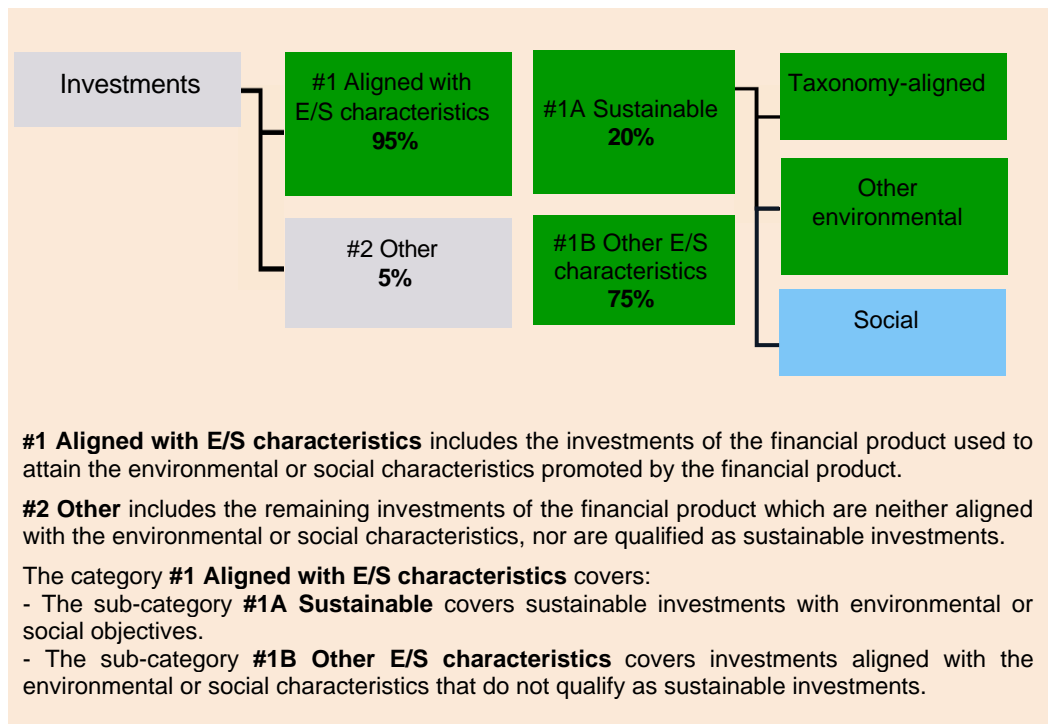 Investments
#1 Aligned with
E/S characteristics
95%
#2 Other
5%
#1A Sustainable
20%
#1B Other E/S
characteristics
75%
Taxonomy-aligned
Other
environmental
Social
#1 Aligned with E/S characteristics includes the investments of the financial product used to
attain the environmental or social characteristics promoted by the financial product.
#2 Other includes the remaining investments of the financial product which are neither aligned
with the environmental or social characteristics, nor are qualified as sustainable investments.
The category #1 Aligned with E/S characteristics covers:
- The sub-category #1A Sustainable covers sustainable investments with environmental or
social objectives.
- The sub-category #1B Other E/S characteristics covers investments aligned with the
environmental or social characteristics that do not qualify as sustainable investments.